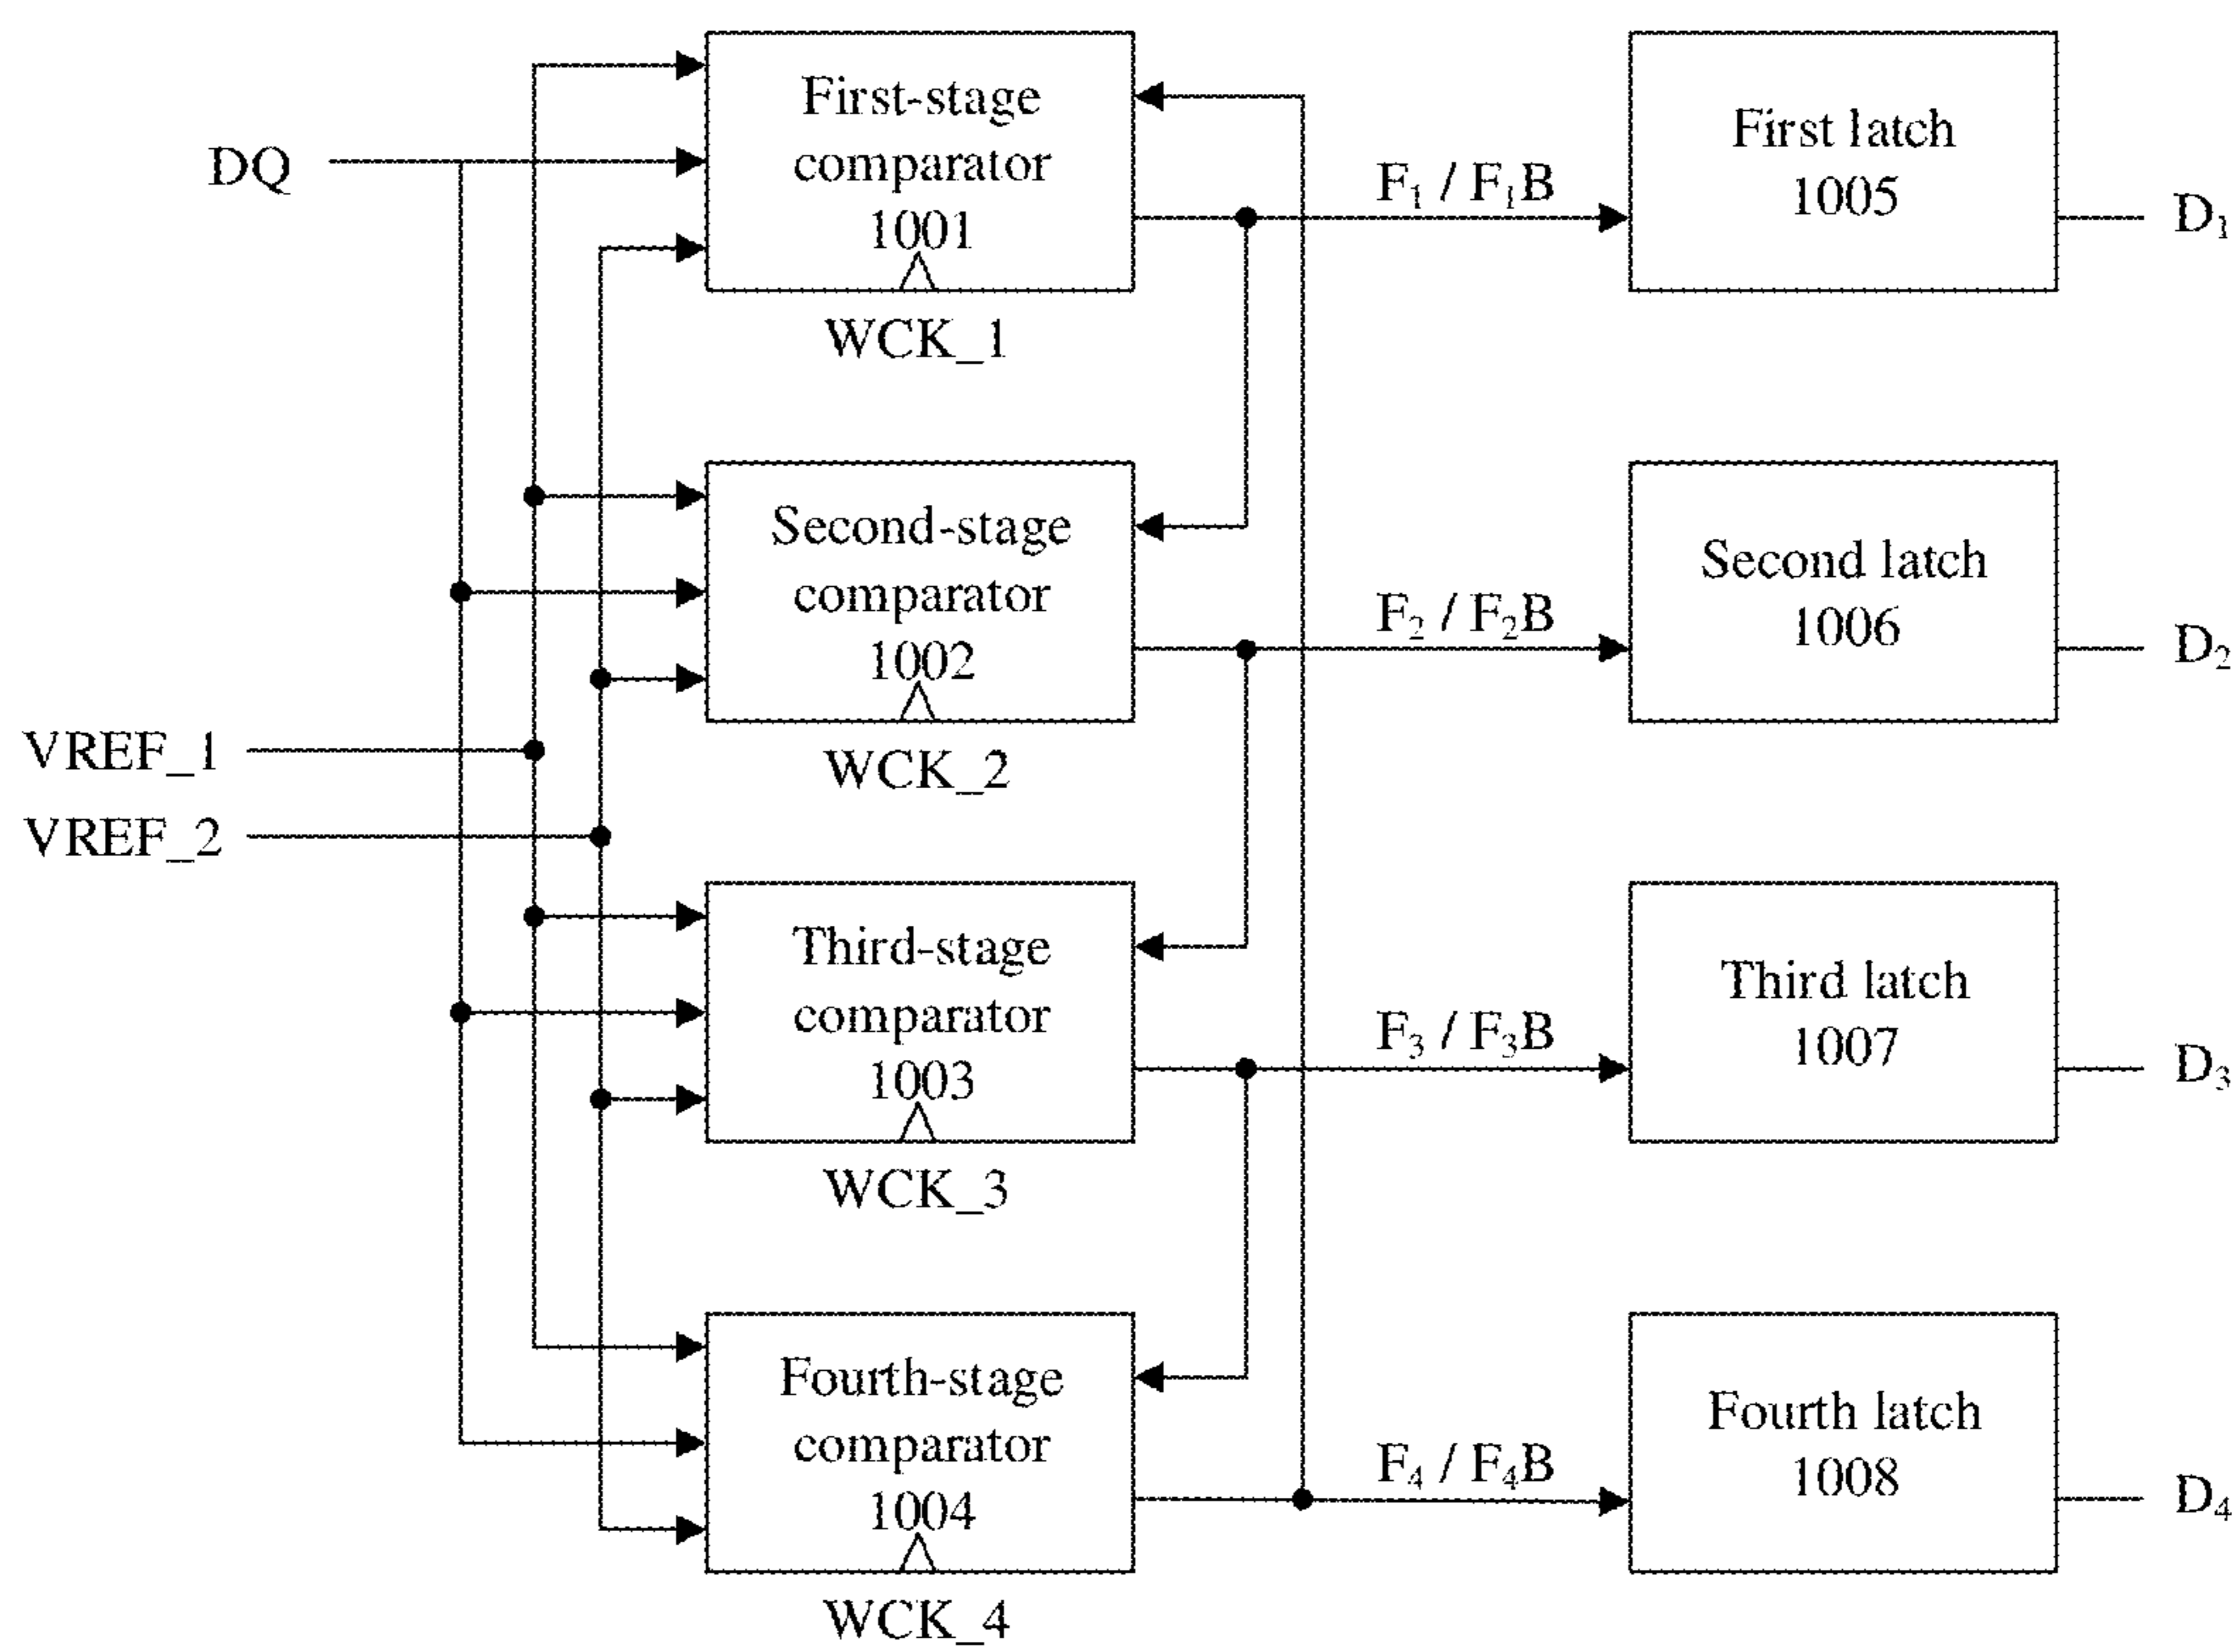 First-stage
comparator
1001
WCK_1
DQ
F₁ / F₁B
First latch
1005
D₁
Second-stage
comparator
1002
WCK_2
F₂ / F₂B
Second latch
1006
D₂
VREF_1
VREF_2
Third-stage
comparator
1003
WCK_3
F₃ / F₃B
Third latch
1007
D₃
Fourth-stage
comparator
1004
WCK_4
F₄ / F₄B
Fourth latch
1008
D₄